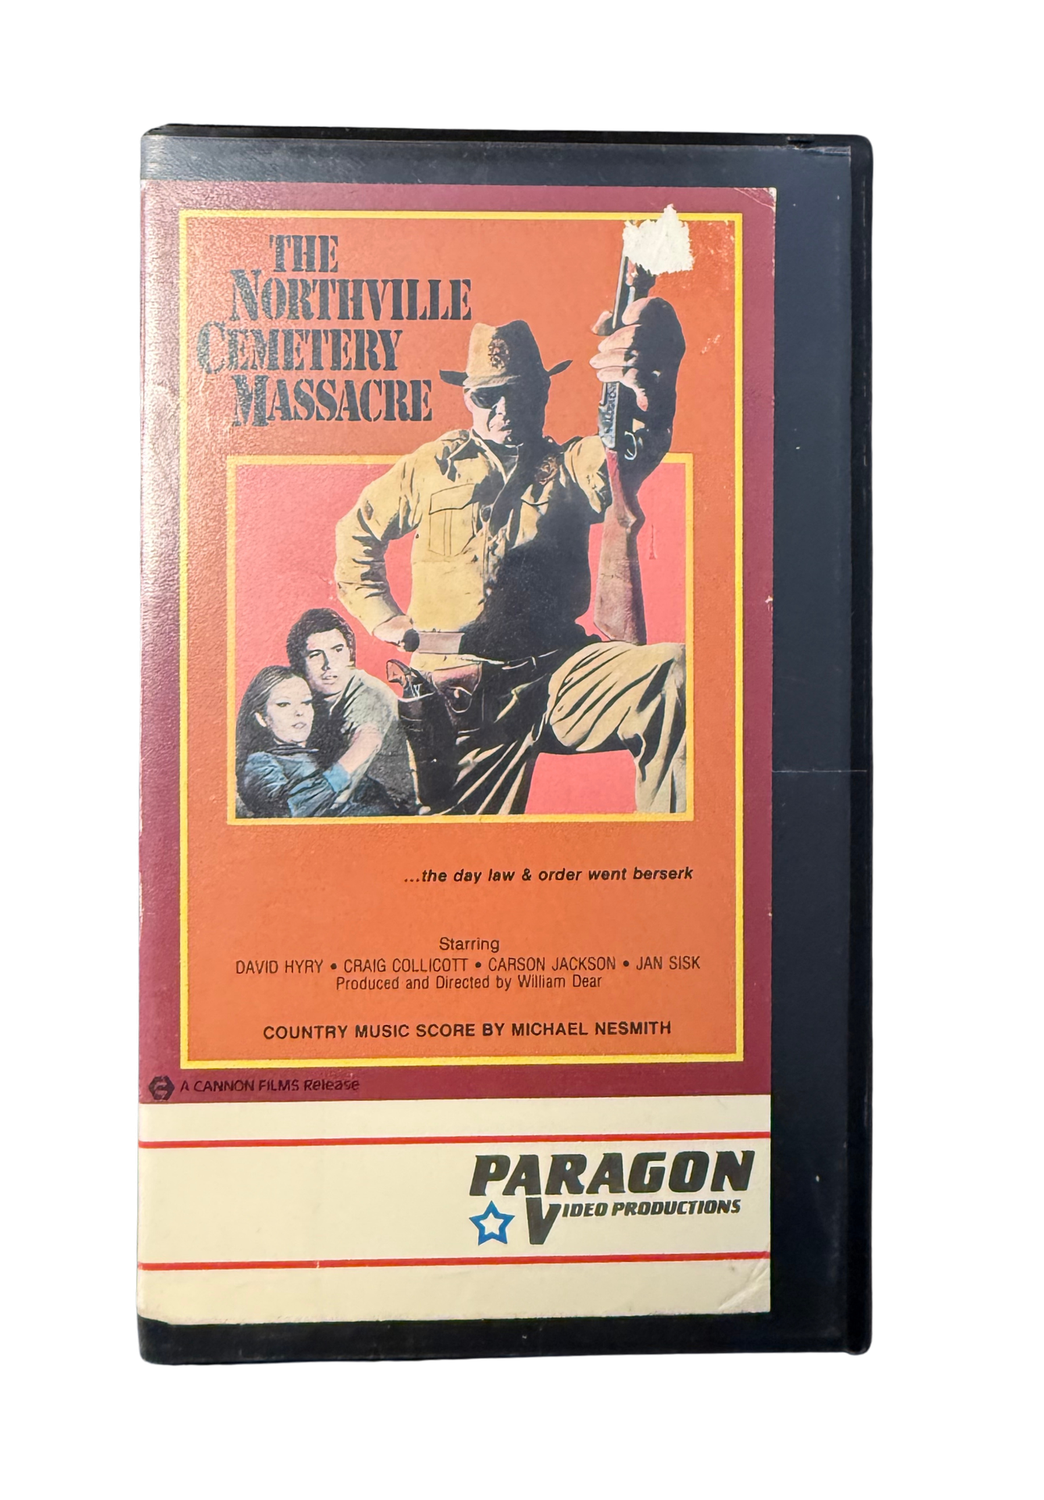 THE
NORTHVILLE
CEMETERY
MASSACRE
...the day law & order went berserk
Starring
DAVID HYRY • CRAIG COLLICOTT • CARSON JACKSON • JAN SISK
Produced and Directed by William Dear
COUNTRY MUSIC SCORE BY MICHAEL NESMITH
A CANNON FILMS Release
PARAGON
VIDEO PRODUCTIONS